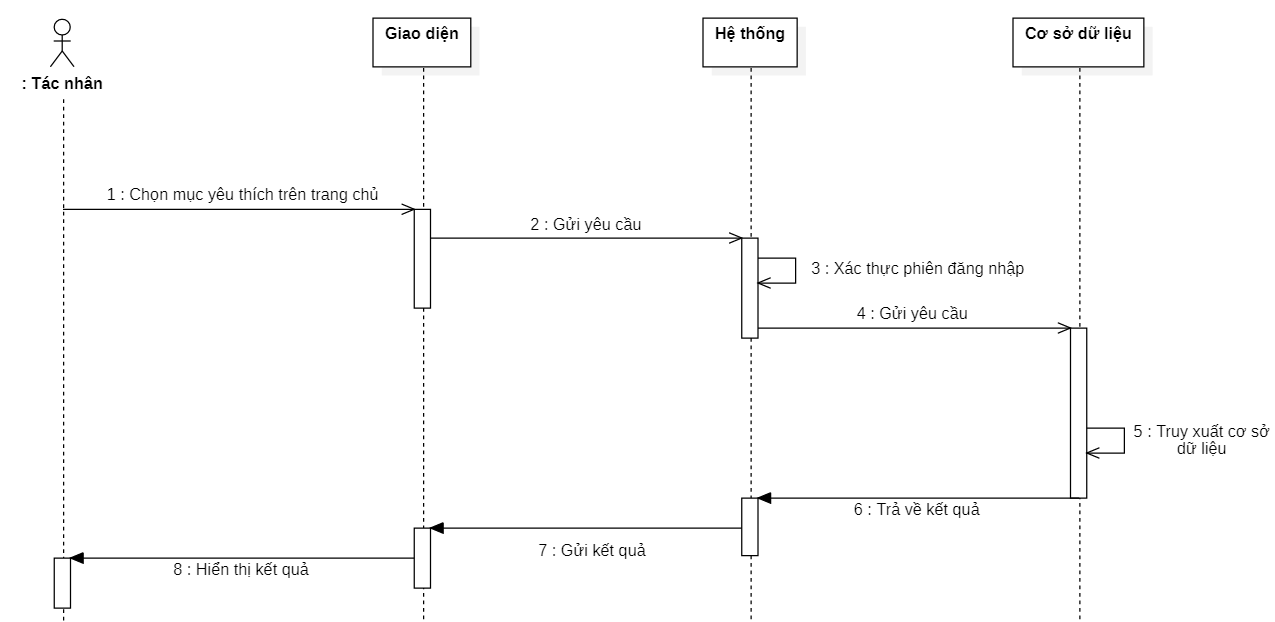 : Tác nhân
Giao diện
Hệ thống
Cơ sở dữ liệu
1 : Chọn mục yêu thích trên trang chủ
2 : Gửi yêu cầu
3 : Xác thực phiên đăng nhập
4 : Gửi yêu cầu
5 : Truy xuất cơ sở
dữ liệu
6 : Trả về kết quả
7 : Gửi kết quả
8 : Hiển thị kết quả